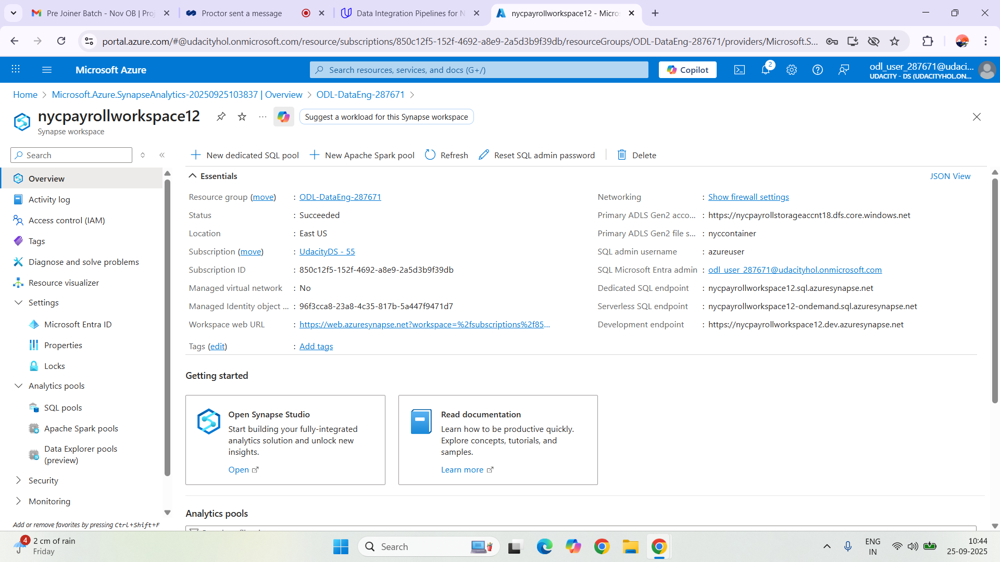 Pre Joiner Batch - Nov OB | Pro
Proctor sent a message
Data Integration Pipelines for N
nycpayrollworkspace12 - Micros
portal.azure.com/#@udacityhol.onmicrosoft.com/resource/subscriptions/850c12f5-152f-4692-a8e9-2a5d3b9f39db/resourceGroups/ODL-DataEng-287671/providers/Microsoft.S...
Microsoft Azure
Search resources, services, and docs (G+/)
Copilot
2
odl_user_287671@udaci...
UDACITY - DS (UDACITYHOL.ON...
Home > Microsoft.Azure.SynapseAnalytics-20250925103837 | Overview > ODL-DataEng-287671 >
nycpayrollworkspace12
Synapse workspace
Suggest a workload for this Synapse workspace
Search
New dedicated SQL pool
New Apache Spark pool
Refresh
Reset SQL admin password
Delete
Overview
Activity log
Access control (IAM)
Tags
Diagnose and solve problems
Resource visualizer
Settings
Microsoft Entra ID
Properties
Locks
Analytics pools
SQL pools
Apache Spark pools
Data Explorer pools
(preview)
Security
Monitoring
Add or remove favorites by pressing Ctrl+Shift+F
Essentials
JSON View
Resource group (move) : ODL-DataEng-287671
Status : Succeeded
Location : East US
Subscription (move) : UdacityDS - 55
Subscription ID : 850c12f5-152f-4692-a8e9-2a5d3b9f39db
Managed virtual network : No
Managed Identity object ... : 96f3cca8-23a8-4c35-817b-5a447f9471d7
Workspace web URL : https://web.azuresynapse.net?workspace=%2fsubscriptions%2f85...
Tags (edit) : Add tags
Networking : Show firewall settings
Primary ADLS Gen2 acco... : https://nycpayrollstorageaccnt18.dfs.core.windows.net
Primary ADLS Gen2 file s... : nyccontainer
SQL admin username : azureuser
SQL Microsoft Entra admin : odl_user_287671@udacityhol.onmicrosoft.com
Dedicated SQL endpoint : nycpayrollworkspace12.sql.azuresynapse.net
Serverless SQL endpoint : nycpayrollworkspace12-ondemand.sql.azuresynapse.net
Development endpoint : https://nycpayrollworkspace12.dev.azuresynapse.net
Getting started
Open Synapse Studio
Start building your fully-integrated
analytics solution and unlock new
insights.
Open
Read documentation
Learn how to be productive quickly.
Explore concepts, tutorials, and
samples.
Learn more
Analytics pools
4
2 cm of rain
Friday
Search
ENG
IN
10:44
25-09-2025